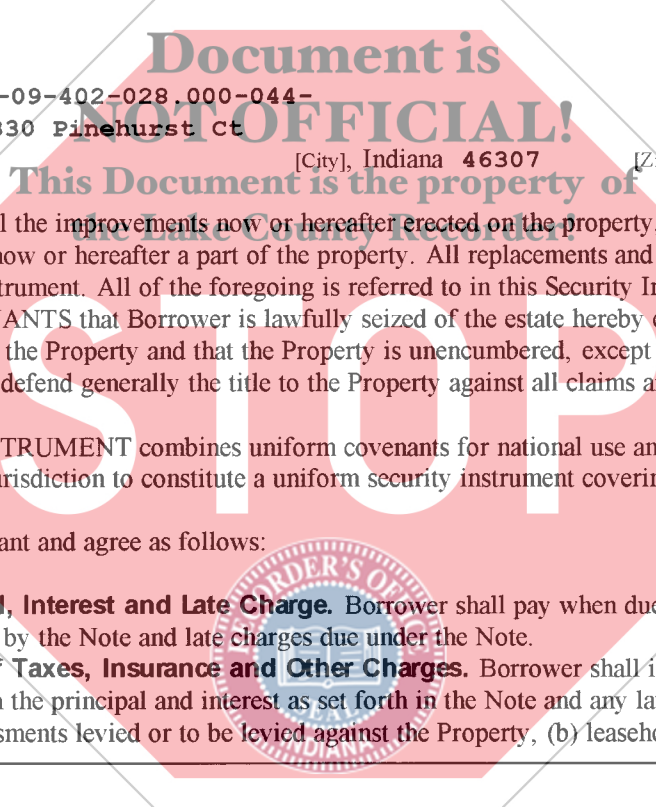 Document is
-09-402-028.000-044-
NOT OFFICIAL!
330 Pinehurst Ct
[City], Indiana 46307
This Document is the property of
l the improvements now or hereafter erected on the property,
the Lake County Recorder!
now or hereafter a part of the property. All replacements and
trument. All of the foregoing is referred to in this Security In
ANTS that Borrower is lawfully seized of the estate hereby
the Property and that the Property is unencumbered, except
defend generally the title to the Property against all claims a
STOP
TRUMENT combines uniform covenants for national use an
urisdiction to constitute a uniform security instrument coverin
ant and agree as follows:
l, Interest and Late Charge. Borrower shall pay when due
by the Note and late charges due under the Note.
f Taxes, Insurance and Other Charges. Borrower shall i
the principal and interest as set forth in the Note and any la
sments levied or to be levied against the Property, (b) leaseho
RECORDER'S OFFICE
SEAL
INDIANA